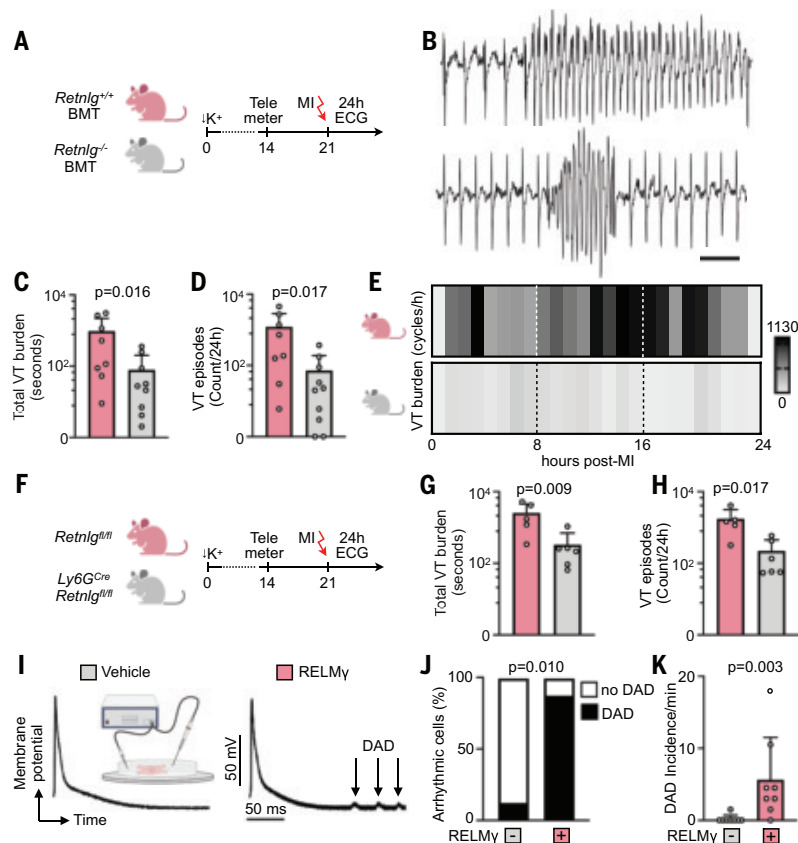 A
Retnlg+/+
BMT
Retnlg-/-
BMT
↓K+
Tele
meter
MI
24h
ECG
0
14
21
B
C
p=0.016
Total VT burden
(seconds)
10⁴
10²
0
D
p=0.017
VT episodes
(Count/24h)
10⁴
10²
0
E
VT burden (cycles/h)
1130
0
0
8
16
24
hours post-MI
F
Retnlgfl/fl
Ly6GCre
Retnlgfl/fl
↓K+
Tele
meter
MI
24h
ECG
0
14
21
G
p=0.009
Total VT burden
(seconds)
10⁴
10²
0
H
p=0.017
VT episodes
(Count/24h)
10⁴
10²
0
I
Vehicle
RELMγ
Membrane
potential
Time
50 mV
50 ms
DAD
J
p=0.010
Arrhythmic cells (%)
100
50
0
no DAD
DAD
RELMγ - +
K
p=0.003
DAD Incidence/min
20
10
0
RELMγ - +